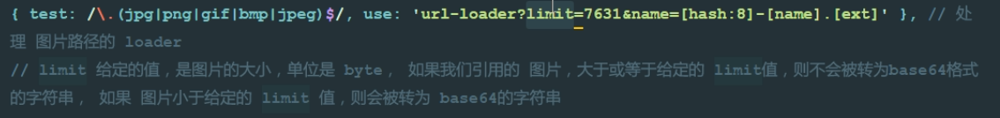 { test: /\.(jpg|png|gif|bmp|jpeg)$/, use: 'url-loader?limit=7631&name=[hash:8]-[name].[ext]' }, // 处
理 图片路径的 loader
// limit 给定的值，是图片的大小，单位是 byte， 如果我们引用的 图片，大于或等于给定的 limit值，则不会被转为base64格式
的字符串， 如果 图片小于给定的 limit 值，则会被转为 base64的字符串